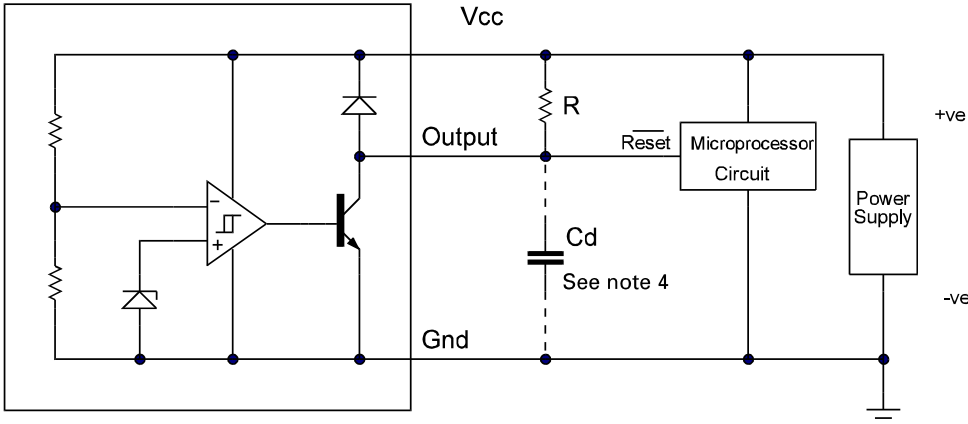 Vcc
R
+ve
Output
Reset
Microprocessor
Circuit
-
+
Power
Supply
Cd
See note 4
-ve
Gnd